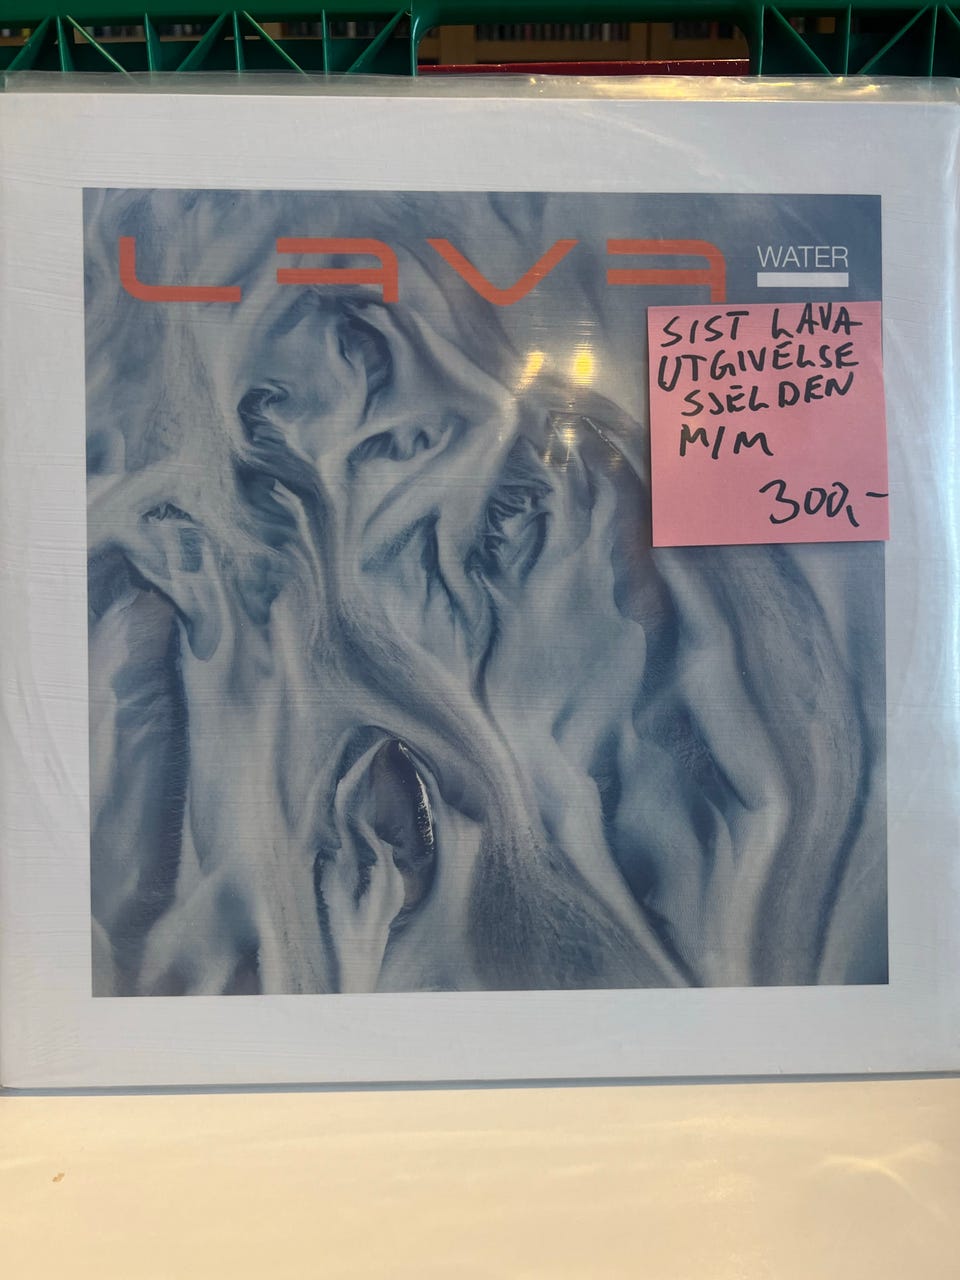 LAVA
WATER
SIST LAVA
UTGIVELSE
SJELDEN
M/M
300,-